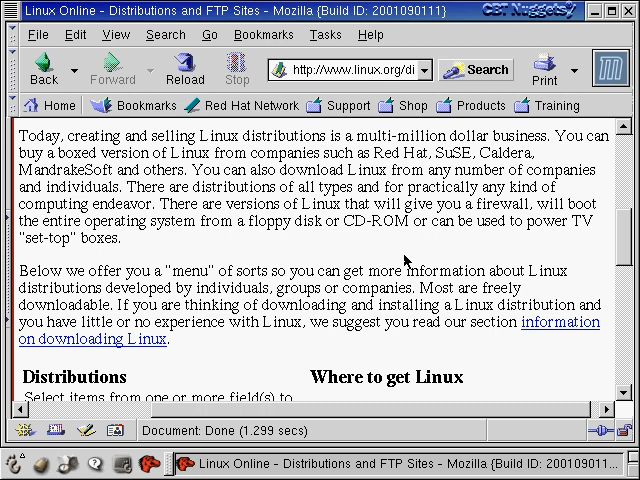 Linux Online - Distributions and FTP Sites - Mozilla {Build ID: 2001090111}
CBT Nuggets
File Edit View Search Go Bookmarks Tasks Help
http://www.linux.org/di
Search
Back Forward Reload Stop Print
Home Bookmarks Red Hat Network Support Shop Products Training
Today, creating and selling Linux distributions is a multi-million dollar business. You can
buy a boxed version of Linux from companies such as Red Hat, SuSE, Caldera,
MandrakeSoft and others. You can also download Linux from any number of companies
and individuals. There are distributions of all types and for practically any kind of
computing endeavor. There are versions of Linux that will give you a firewall, will boot
the entire operating system from a floppy disk or CD-ROM or can be used to power TV
"set-top" boxes.
Below we offer you a "menu" of sorts so you can get more information about Linux
distributions developed by individuals, groups or companies. Most are freely
downloadable. If you are thinking of downloading and installing a Linux distribution and
you have little or no experience with Linux, we suggest you read our section information
on downloading Linux.
Distributions Where to get Linux
Select items from one or more field(s) to
Document: Done (1.299 secs)
Linux Online - Distributions and FTP Sites - Mozilla {Build ID: 200109011...